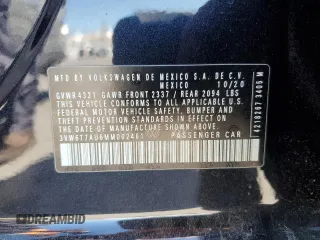 MFD BY VOLKSWAGEN DE MEXICO S.A. DE C.V.
MEXICO 10/20
GVWR 4321 GAWR FRONT 2337 / REAR 2094 LBS
THIS VEHICLE CONFORMS TO ALL APPLICABLE U.S.
FEDERAL MOTOR VEHICLE SAFETY, BUMPER AND
THEFT PREVENTION STANDARDS IN EFFECT ON THE
DATE OF MANUFACTURE SHOWN ABOVE.
PASSENGER CAR
DREAMBID